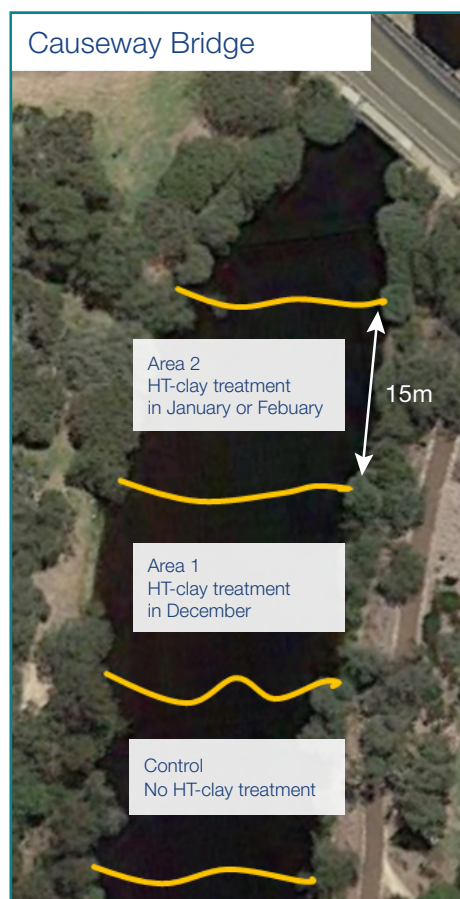 Causeway Bridge
Area 2
HT-clay treatment
in January or Febuary
15m
Area 1
HT-clay treatment
in December
Control
No HT-clay treatment